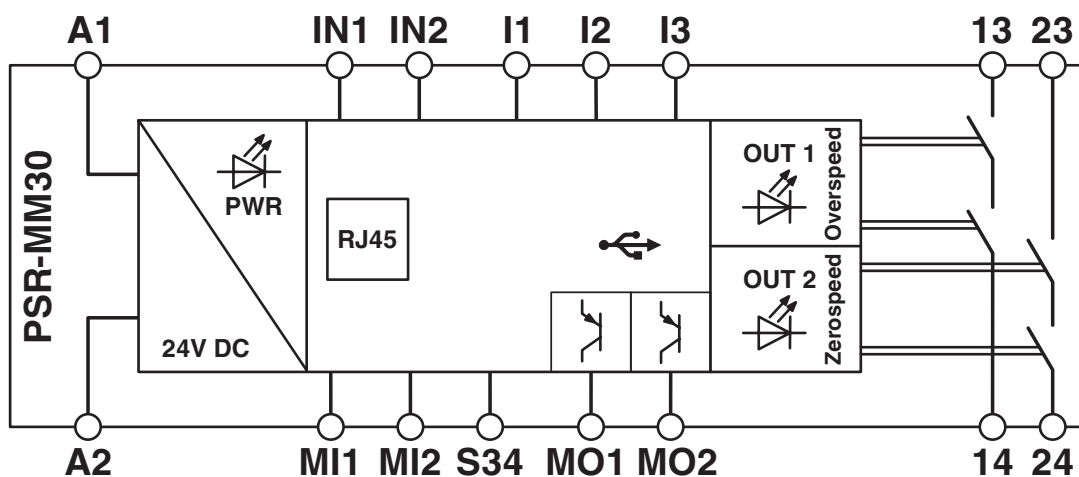 A1 IN1 IN2 I1 I2 I3 13 23
PSR-MM30
PWR
24V DC
RJ45
OUT 1
Overspeed
OUT 2
Zerospeed
A2 MI1 MI2 S34 MO1 MO2 14 24